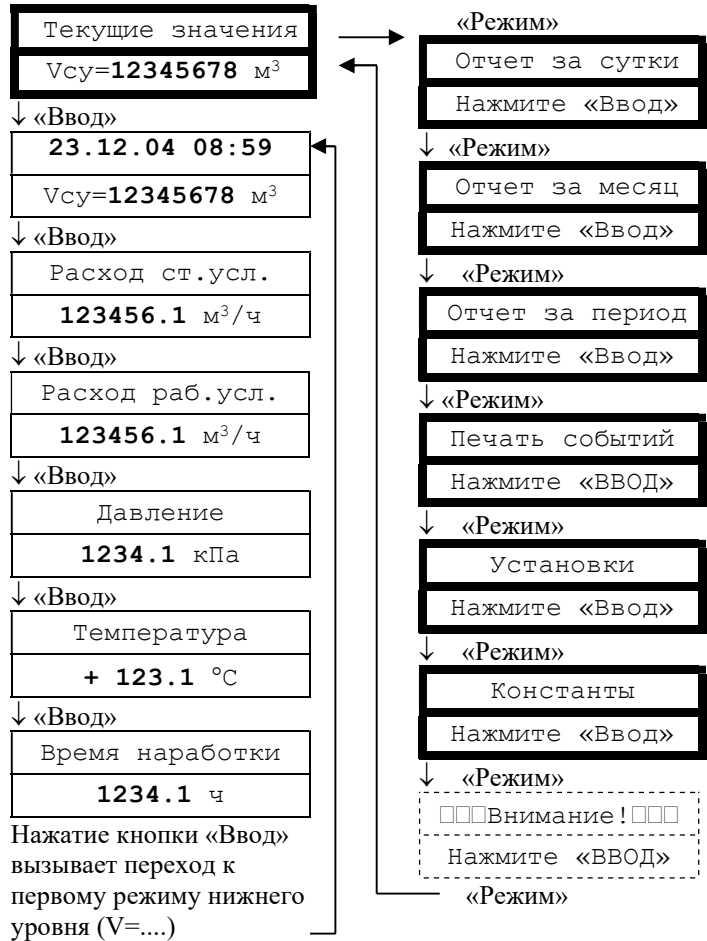 Текущие значения
Vсу=12345678 м³
↓ «Ввод»
23.12.04 08:59
Vсу=12345678 м³
↓ «Ввод»
Расход ст.усл.
123456.1 м³/ч
↓ «Ввод»
Расход раб.усл.
123456.1 м³/ч
↓ «Ввод»
Давление
1234.1 кПа
↓ «Ввод»
Температура
+ 123.1 °С
↓ «Ввод»
Время наработки
1234.1 ч
Нажатие кнопки «Ввод»
вызывает переход к
первому режиму нижнего
уровня (V=....)
«Режим»
Отчет за сутки
Нажмите «Ввод»
↓ «Режим»
Отчет за месяц
Нажмите «Ввод»
↓ «Режим»
Отчет за период
Нажмите «Ввод»
↓ «Режим»
Печать событий
Нажмите «ВВОД»
↓ «Режим»
Установки
Нажмите «Ввод»
↓ «Режим»
Константы
Нажмите «Ввод»
↓ «Режим»
□□□Внимание!□□□
Нажмите «ВВОД»
«Режим»